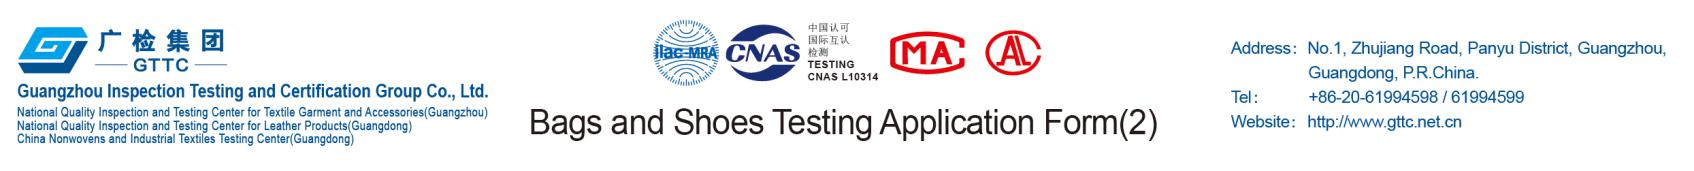 广检集团
GTTC
Guangzhou Inspection Testing and Certification Group Co., Ltd.
National Quality Inspection and Testing Center for Textile Garment and Accessories(Guangzhou)
National Quality Inspection and Testing Center for Leather Products(Guangdong)
China Nonwovens and Industrial Textiles Testing Center(Guangdong)
ilac-MRA
CNAS
中国认可
国际互认
检测
TESTING
CNAS L10314
MA
AL
Bags and Shoes Testing Application Form(2)
Address: No.1, Zhujiang Road, Panyu District, Guangzhou,
Guangdong, P.R.China.
Tel: +86-20-61994598 / 61994599
Website: http://www.gttc.net.cn